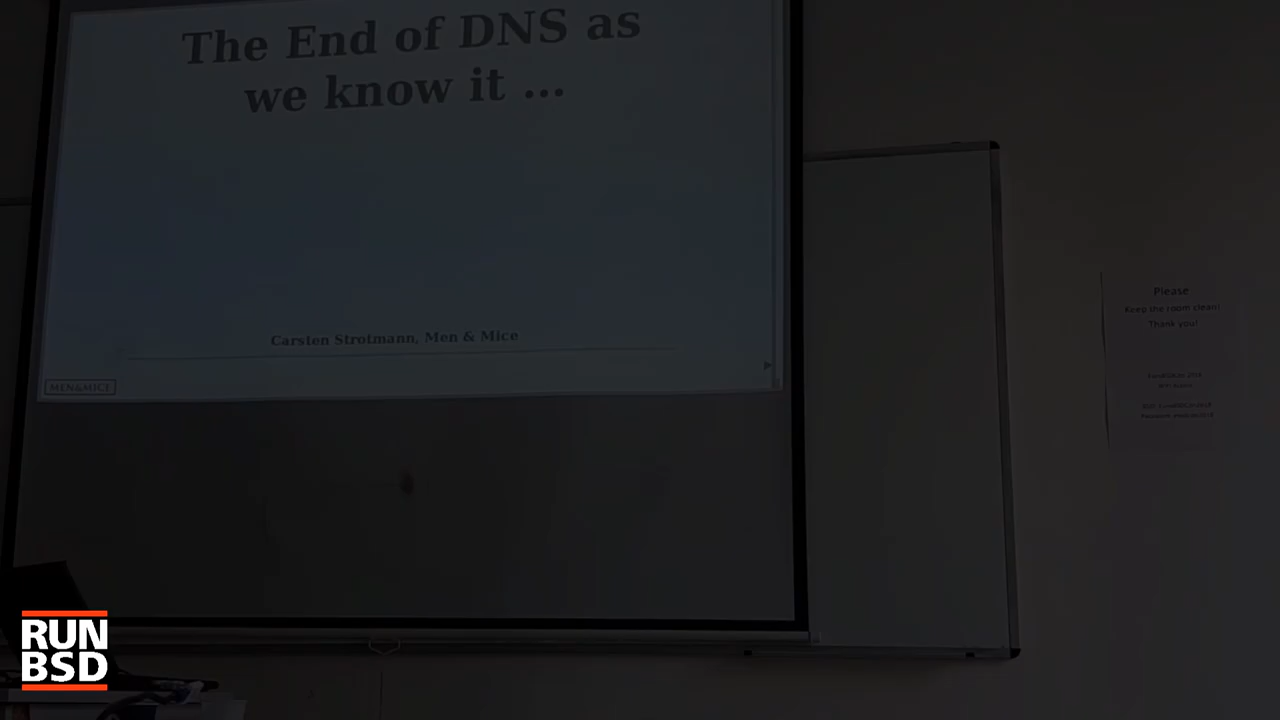 The End of DNS as
we know it ...
Carsten Strotmann, Men & Mice
MEN&MICE
Please
Keep the room clean!
Thank you!
RUN
BSD